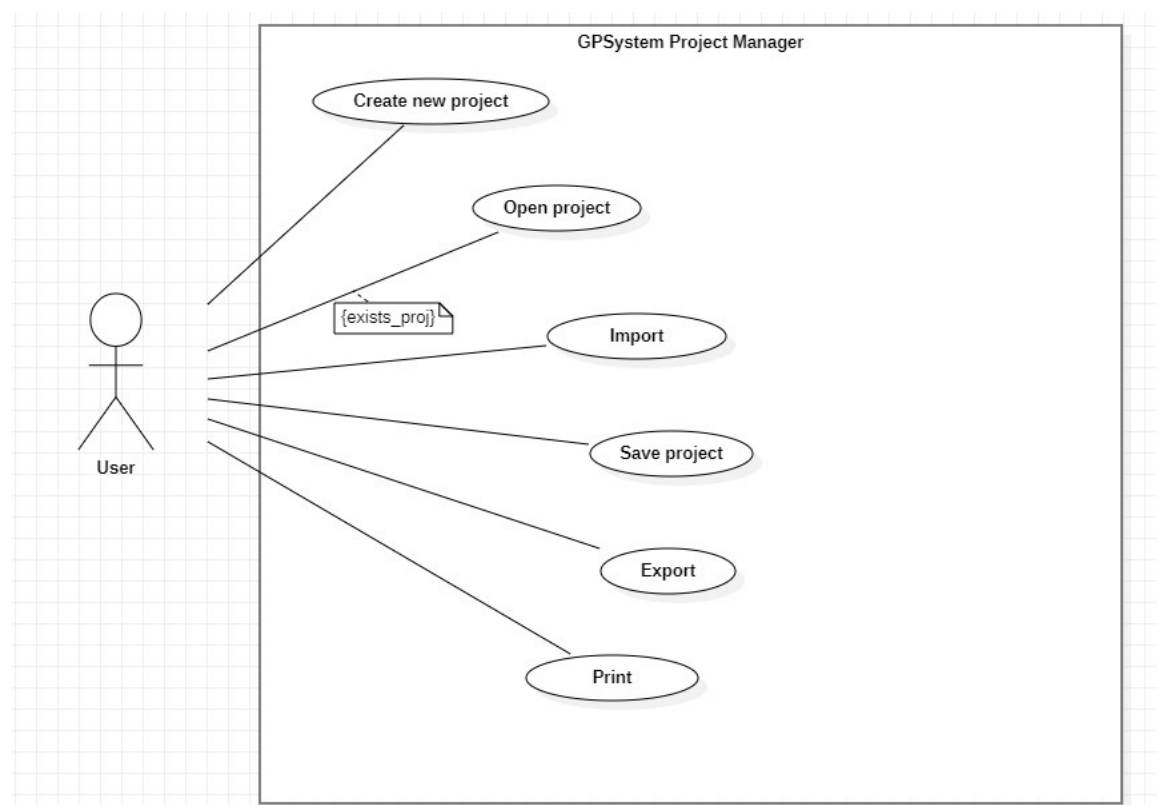 GPSystem Project Manager
Create new project
Open project
{exists_proj}
Import
Save project
User
Export
Print